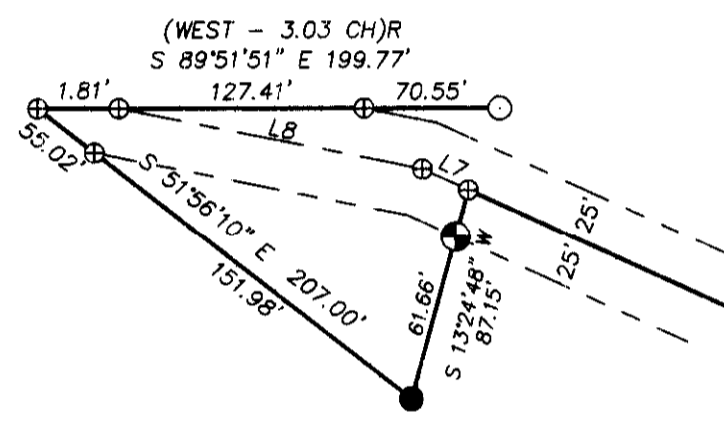 (WEST – 3.03 CH)R
S 89°51'51" E 199.77'
1.81'
127.41'
70.55'
L8
L7
55.02'
S 51°56'10" E 207.00'
151.98'
61.66'
S 13°24'48" W
87.15'
25'
25'